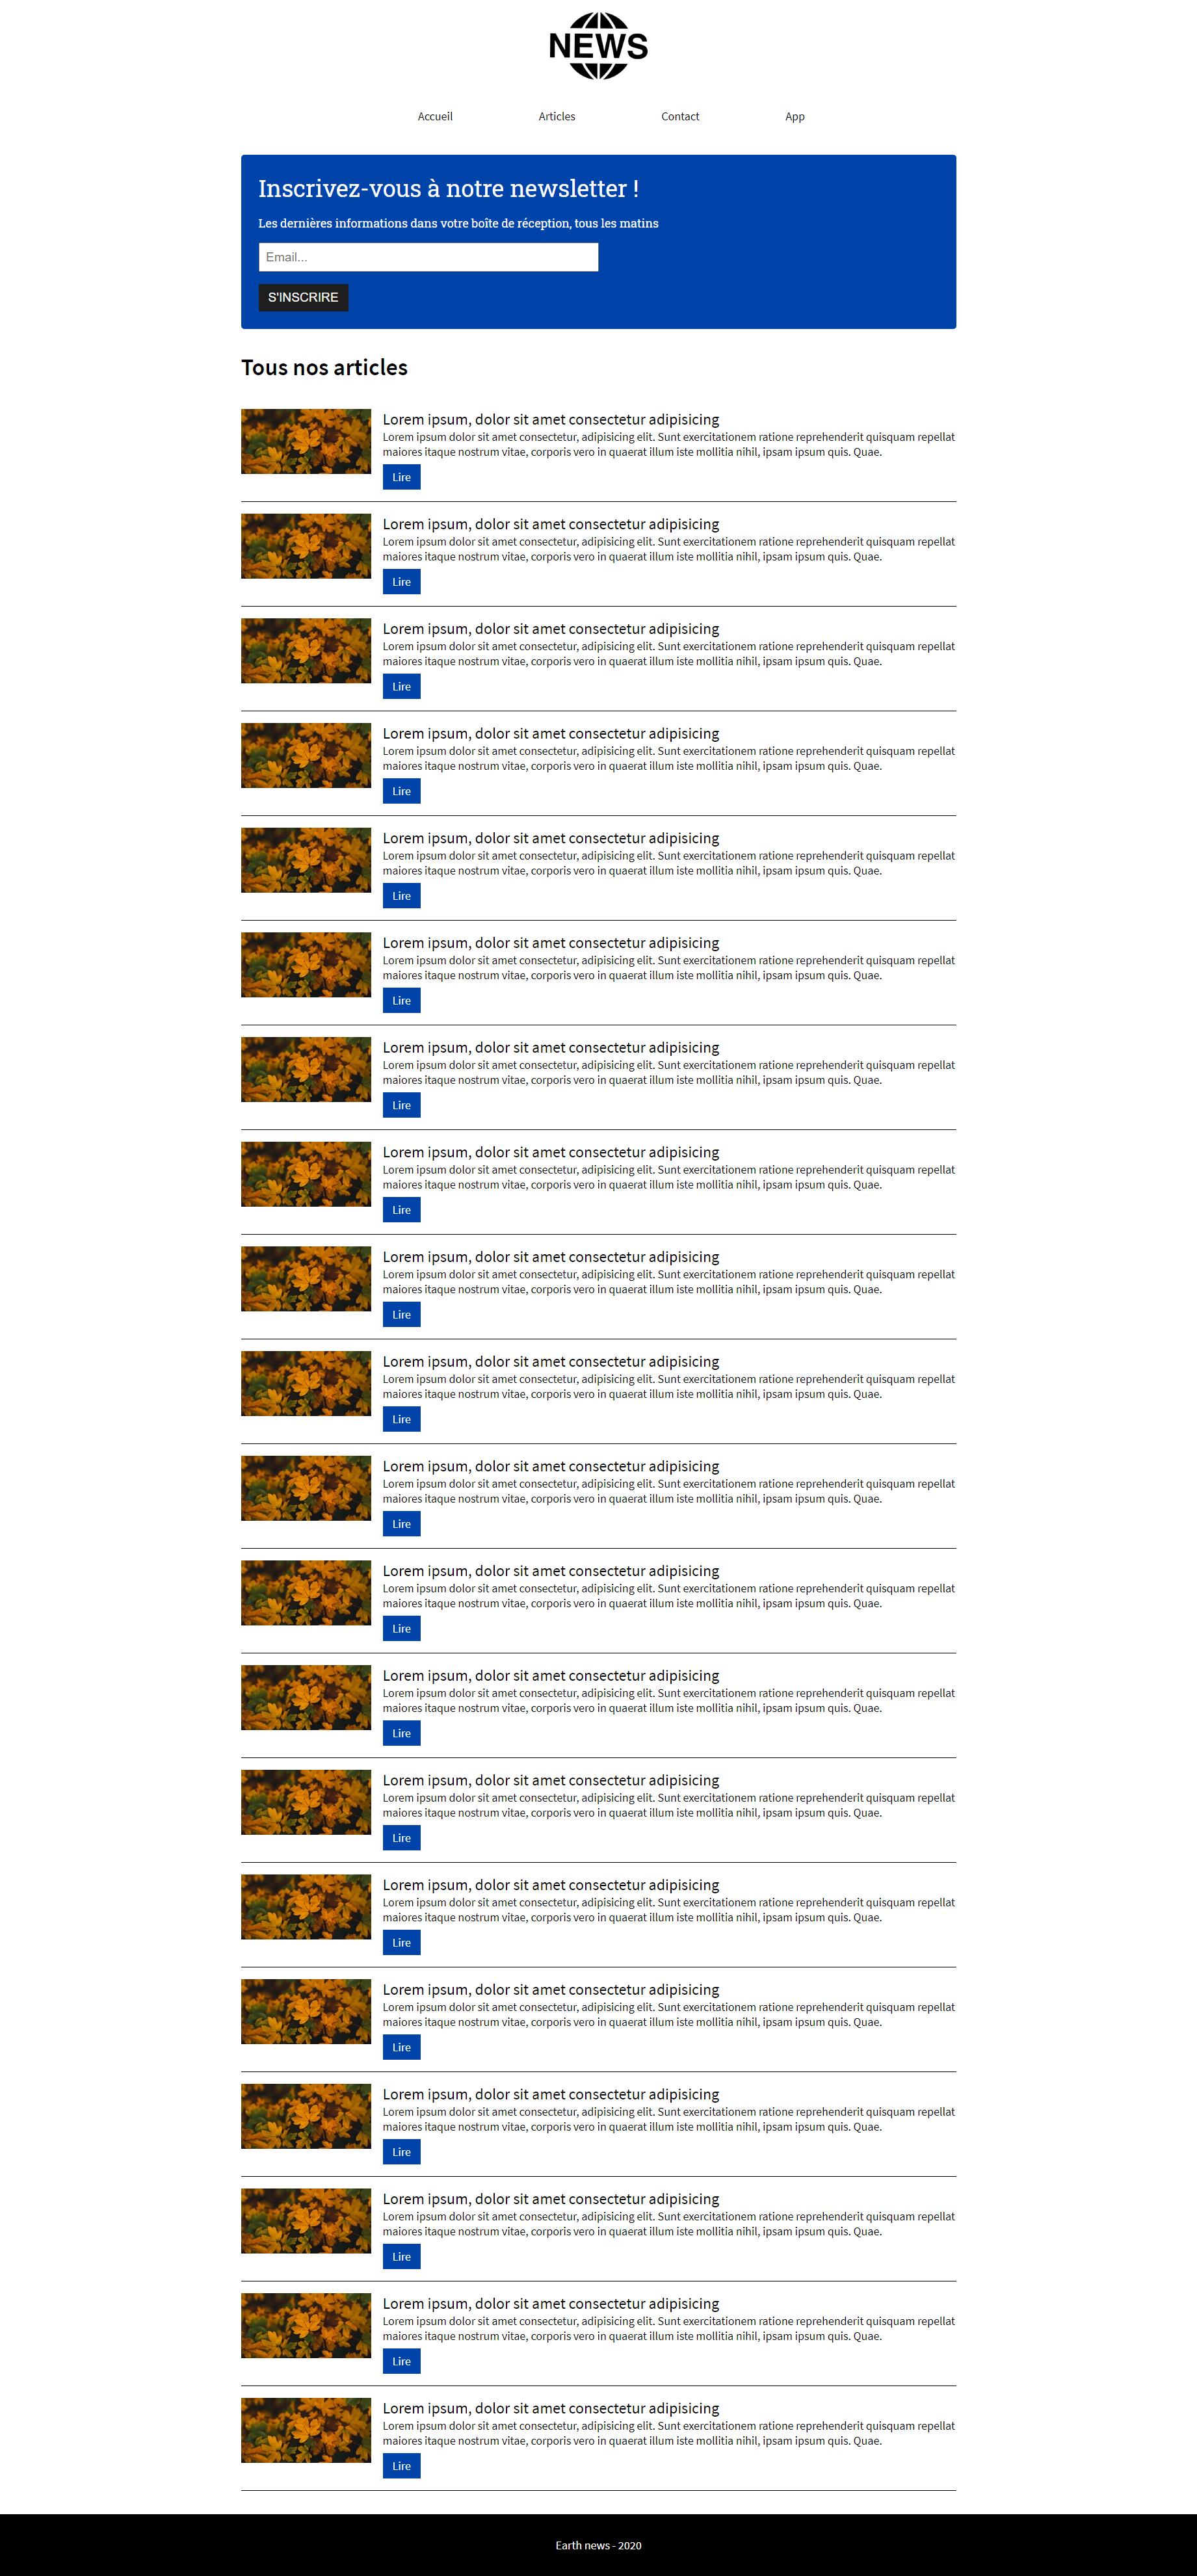 NEWS
Accueil Articles Contact App
Inscrivez-vous à notre newsletter !
Les dernières informations dans votre boîte de réception, tous les matins
Email...
S'INSCRIRE
Tous nos articles
Lorem ipsum, dolor sit amet consectetur adipisicing
Lorem ipsum dolor sit amet consectetur, adipisicing elit. Sunt exercitationem ratione reprehenderit quisquam repellat
maiores itaque nostrum vitae, corporis vero in quaerat illum iste mollitia nihil, ipsam ipsum quis. Quae.
Lire
Lorem ipsum, dolor sit amet consectetur adipisicing
Lorem ipsum dolor sit amet consectetur, adipisicing elit. Sunt exercitationem ratione reprehenderit quisquam repellat
maiores itaque nostrum vitae, corporis vero in quaerat illum iste mollitia nihil, ipsam ipsum quis. Quae.
Lire
Lorem ipsum, dolor sit amet consectetur adipisicing
Lorem ipsum dolor sit amet consectetur, adipisicing elit. Sunt exercitationem ratione reprehenderit quisquam repellat
maiores itaque nostrum vitae, corporis vero in quaerat illum iste mollitia nihil, ipsam ipsum quis. Quae.
Lire
Lorem ipsum, dolor sit amet consectetur adipisicing
Lorem ipsum dolor sit amet consectetur, adipisicing elit. Sunt exercitationem ratione reprehenderit quisquam repellat
maiores itaque nostrum vitae, corporis vero in quaerat illum iste mollitia nihil, ipsam ipsum quis. Quae.
Lire
Lorem ipsum, dolor sit amet consectetur adipisicing
Lorem ipsum dolor sit amet consectetur, adipisicing elit. Sunt exercitationem ratione reprehenderit quisquam repellat
maiores itaque nostrum vitae, corporis vero in quaerat illum iste mollitia nihil, ipsam ipsum quis. Quae.
Lire
Lorem ipsum, dolor sit amet consectetur adipisicing
Lorem ipsum dolor sit amet consectetur, adipisicing elit. Sunt exercitationem ratione reprehenderit quisquam repellat
maiores itaque nostrum vitae, corporis vero in quaerat illum iste mollitia nihil, ipsam ipsum quis. Quae.
Lire
Lorem ipsum, dolor sit amet consectetur adipisicing
Lorem ipsum dolor sit amet consectetur, adipisicing elit. Sunt exercitationem ratione reprehenderit quisquam repellat
maiores itaque nostrum vitae, corporis vero in quaerat illum iste mollitia nihil, ipsam ipsum quis. Quae.
Lire
Lorem ipsum, dolor sit amet consectetur adipisicing
Lorem ipsum dolor sit amet consectetur, adipisicing elit. Sunt exercitationem ratione reprehenderit quisquam repellat
maiores itaque nostrum vitae, corporis vero in quaerat illum iste mollitia nihil, ipsam ipsum quis. Quae.
Lire
Lorem ipsum, dolor sit amet consectetur adipisicing
Lorem ipsum dolor sit amet consectetur, adipisicing elit. Sunt exercitationem ratione reprehenderit quisquam repellat
maiores itaque nostrum vitae, corporis vero in quaerat illum iste mollitia nihil, ipsam ipsum quis. Quae.
Lire
Lorem ipsum, dolor sit amet consectetur adipisicing
Lorem ipsum dolor sit amet consectetur, adipisicing elit. Sunt exercitationem ratione reprehenderit quisquam repellat
maiores itaque nostrum vitae, corporis vero in quaerat illum iste mollitia nihil, ipsam ipsum quis. Quae.
Lire
Lorem ipsum, dolor sit amet consectetur adipisicing
Lorem ipsum dolor sit amet consectetur, adipisicing elit. Sunt exercitationem ratione reprehenderit quisquam repellat
maiores itaque nostrum vitae, corporis vero in quaerat illum iste mollitia nihil, ipsam ipsum quis. Quae.
Lire
Lorem ipsum, dolor sit amet consectetur adipisicing
Lorem ipsum dolor sit amet consectetur, adipisicing elit. Sunt exercitationem ratione reprehenderit quisquam repellat
maiores itaque nostrum vitae, corporis vero in quaerat illum iste mollitia nihil, ipsam ipsum quis. Quae.
Lire
Lorem ipsum, dolor sit amet consectetur adipisicing
Lorem ipsum dolor sit amet consectetur, adipisicing elit. Sunt exercitationem ratione reprehenderit quisquam repellat
maiores itaque nostrum vitae, corporis vero in quaerat illum iste mollitia nihil, ipsam ipsum quis. Quae.
Lire
Lorem ipsum, dolor sit amet consectetur adipisicing
Lorem ipsum dolor sit amet consectetur, adipisicing elit. Sunt exercitationem ratione reprehenderit quisquam repellat
maiores itaque nostrum vitae, corporis vero in quaerat illum iste mollitia nihil, ipsam ipsum quis. Quae.
Lire
Lorem ipsum, dolor sit amet consectetur adipisicing
Lorem ipsum dolor sit amet consectetur, adipisicing elit. Sunt exercitationem ratione reprehenderit quisquam repellat
maiores itaque nostrum vitae, corporis vero in quaerat illum iste mollitia nihil, ipsam ipsum quis. Quae.
Lire
Lorem ipsum, dolor sit amet consectetur adipisicing
Lorem ipsum dolor sit amet consectetur, adipisicing elit. Sunt exercitationem ratione reprehenderit quisquam repellat
maiores itaque nostrum vitae, corporis vero in quaerat illum iste mollitia nihil, ipsam ipsum quis. Quae.
Lire
Lorem ipsum, dolor sit amet consectetur adipisicing
Lorem ipsum dolor sit amet consectetur, adipisicing elit. Sunt exercitationem ratione reprehenderit quisquam repellat
maiores itaque nostrum vitae, corporis vero in quaerat illum iste mollitia nihil, ipsam ipsum quis. Quae.
Lire
Lorem ipsum, dolor sit amet consectetur adipisicing
Lorem ipsum dolor sit amet consectetur, adipisicing elit. Sunt exercitationem ratione reprehenderit quisquam repellat
maiores itaque nostrum vitae, corporis vero in quaerat illum iste mollitia nihil, ipsam ipsum quis. Quae.
Lire
Lorem ipsum, dolor sit amet consectetur adipisicing
Lorem ipsum dolor sit amet consectetur, adipisicing elit. Sunt exercitationem ratione reprehenderit quisquam repellat
maiores itaque nostrum vitae, corporis vero in quaerat illum iste mollitia nihil, ipsam ipsum quis. Quae.
Lire
Lorem ipsum, dolor sit amet consectetur adipisicing
Lorem ipsum dolor sit amet consectetur, adipisicing elit. Sunt exercitationem ratione reprehenderit quisquam repellat
maiores itaque nostrum vitae, corporis vero in quaerat illum iste mollitia nihil, ipsam ipsum quis. Quae.
Lire
Earth news - 2020